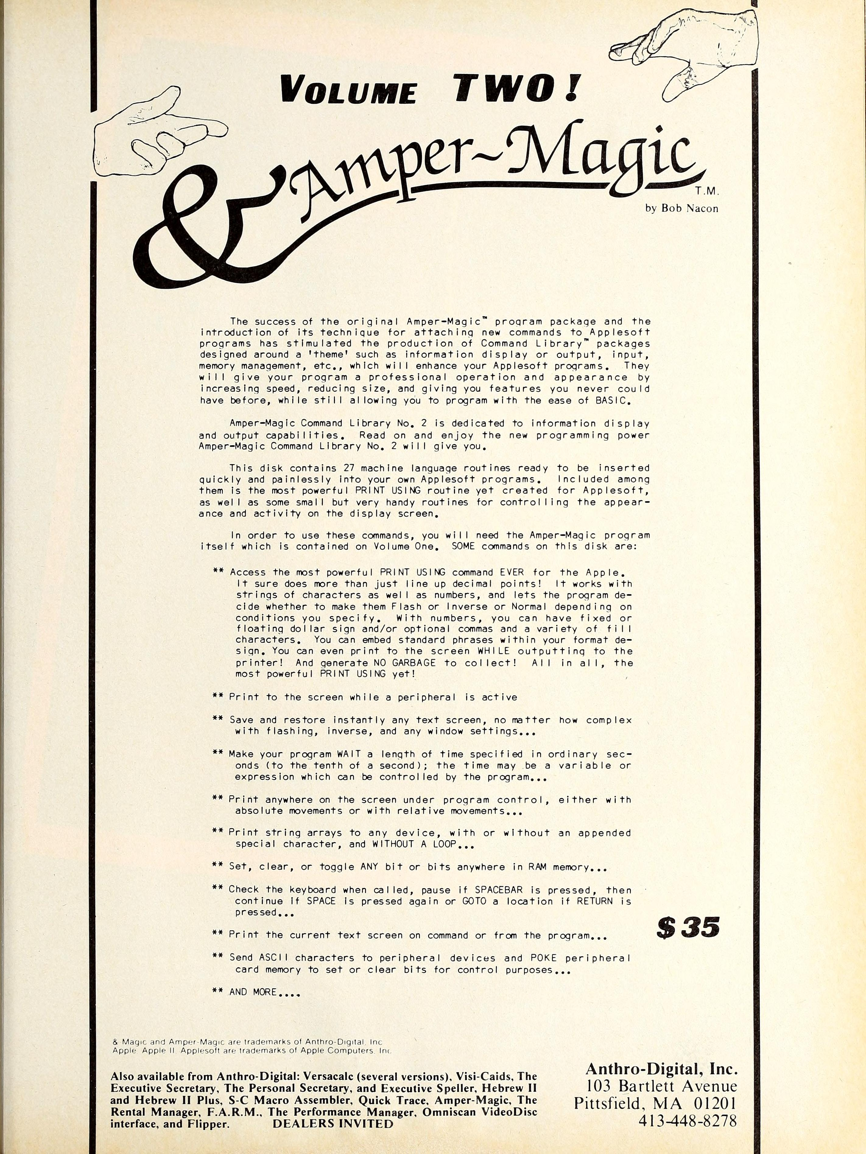 VOLUME TWO!
& Amper-Magic
T.M.
by Bob Nacon
The success of the original Amper-Magic™ program package and the
introduction of its technique for attaching new commands to Applesoft
programs has stimulated the production of Command Library™ packages
designed around a 'theme' such as information display or output, input,
memory management, etc., which will enhance your Applesoft programs. They
will give your program a professional operation and appearance by
increasing speed, reducing size, and giving you features you never could
have before, while still allowing you to program with the ease of BASIC.
Amper-Magic Command Library No. 2 is dedicated to information display
and output capabilities. Read on and enjoy the new programming power
Amper-Magic Command Library No. 2 will give you.
This disk contains 27 machine language routines ready to be inserted
quickly and painlessly into your own Applesoft programs. Included among
them is the most powerful PRINT USING routine yet created for Applesoft,
as well as some small but very handy routines for controlling the appear-
ance and activity on the display screen.
In order to use these commands, you will need the Amper-Magic program
itself which is contained on Volume One. SOME commands on this disk are:
** Access the most powerful PRINT USING command EVER for the Apple.
It sure does more than just line up decimal points! It works with
strings of characters as well as numbers, and lets the program de-
cide whether to make them Flash or Inverse or Normal depending on
conditions you specify. With numbers, you can have fixed or
floating dollar sign and/or optional commas and a variety of fill
characters. You can embed standard phrases within your format de-
sign. You can even print to the screen WHILE outputting to the
printer! And generate NO GARBAGE to collect! All in all, the
most powerful PRINT USING yet!
** Print to the screen while a peripheral is active
** Save and restore instantly any text screen, no matter how complex
with flashing, inverse, and any window settings...
** Make your program WAIT a length of time specified in ordinary sec-
onds (to the tenth of a second); the time may be a variable or
expression which can be controlled by the program...
** Print anywhere on the screen under program control, either with
absolute movements or with relative movements...
** Print string arrays to any device, with or without an appended
special character, and WITHOUT A LOOP...
** Set, clear, or toggle ANY bit or bits anywhere in RAM memory...
** Check the keyboard when called, pause if SPACEBAR is pressed, then
continue if SPACE is pressed again or GOTO a location if RETURN is
pressed...
** Print the current text screen on command or from the program...
** Send ASCII characters to peripheral devices and POKE peripheral
card memory to set or clear bits for control purposes...
** AND MORE....
$35
& Magic and Amper-Magic are trademarks of Anthro-Digital, Inc.
Apple, Apple II, Applesoft are trademarks of Apple Computers, Inc.
Also available from Anthro-Digital: Versacale (several versions), Visi-Caids, The
Executive Secretary, The Personal Secretary, and Executive Speller, Hebrew II
and Hebrew II Plus, S-C Macro Assembler, Quick Trace, Amper-Magic, The
Rental Manager, F.A.R.M., The Performance Manager, Omniscan VideoDisc
interface, and Flipper. DEALERS INVITED
Anthro-Digital, Inc.
103 Bartlett Avenue
Pittsfield, MA 01201
413-448-8278